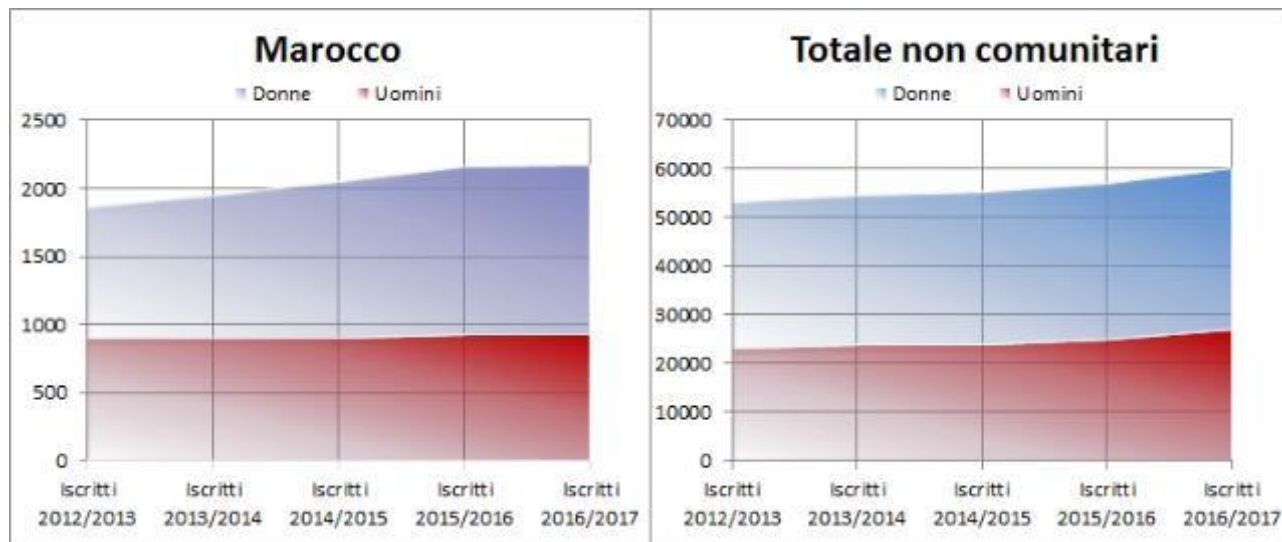 Marocco
Donne Uomini
2500
2000
1500
1000
500
0
Iscritti Iscritti Iscritti Iscritti Iscritti
2012/2013 2013/2014 2014/2015 2015/2016 2016/2017
Totale non comunitari
Donne Uomini
70000
60000
50000
40000
30000
20000
10000
0
Iscritti Iscritti Iscritti Iscritti Iscritti
2012/2013 2013/2014 2014/2015 2015/2016 2016/2017